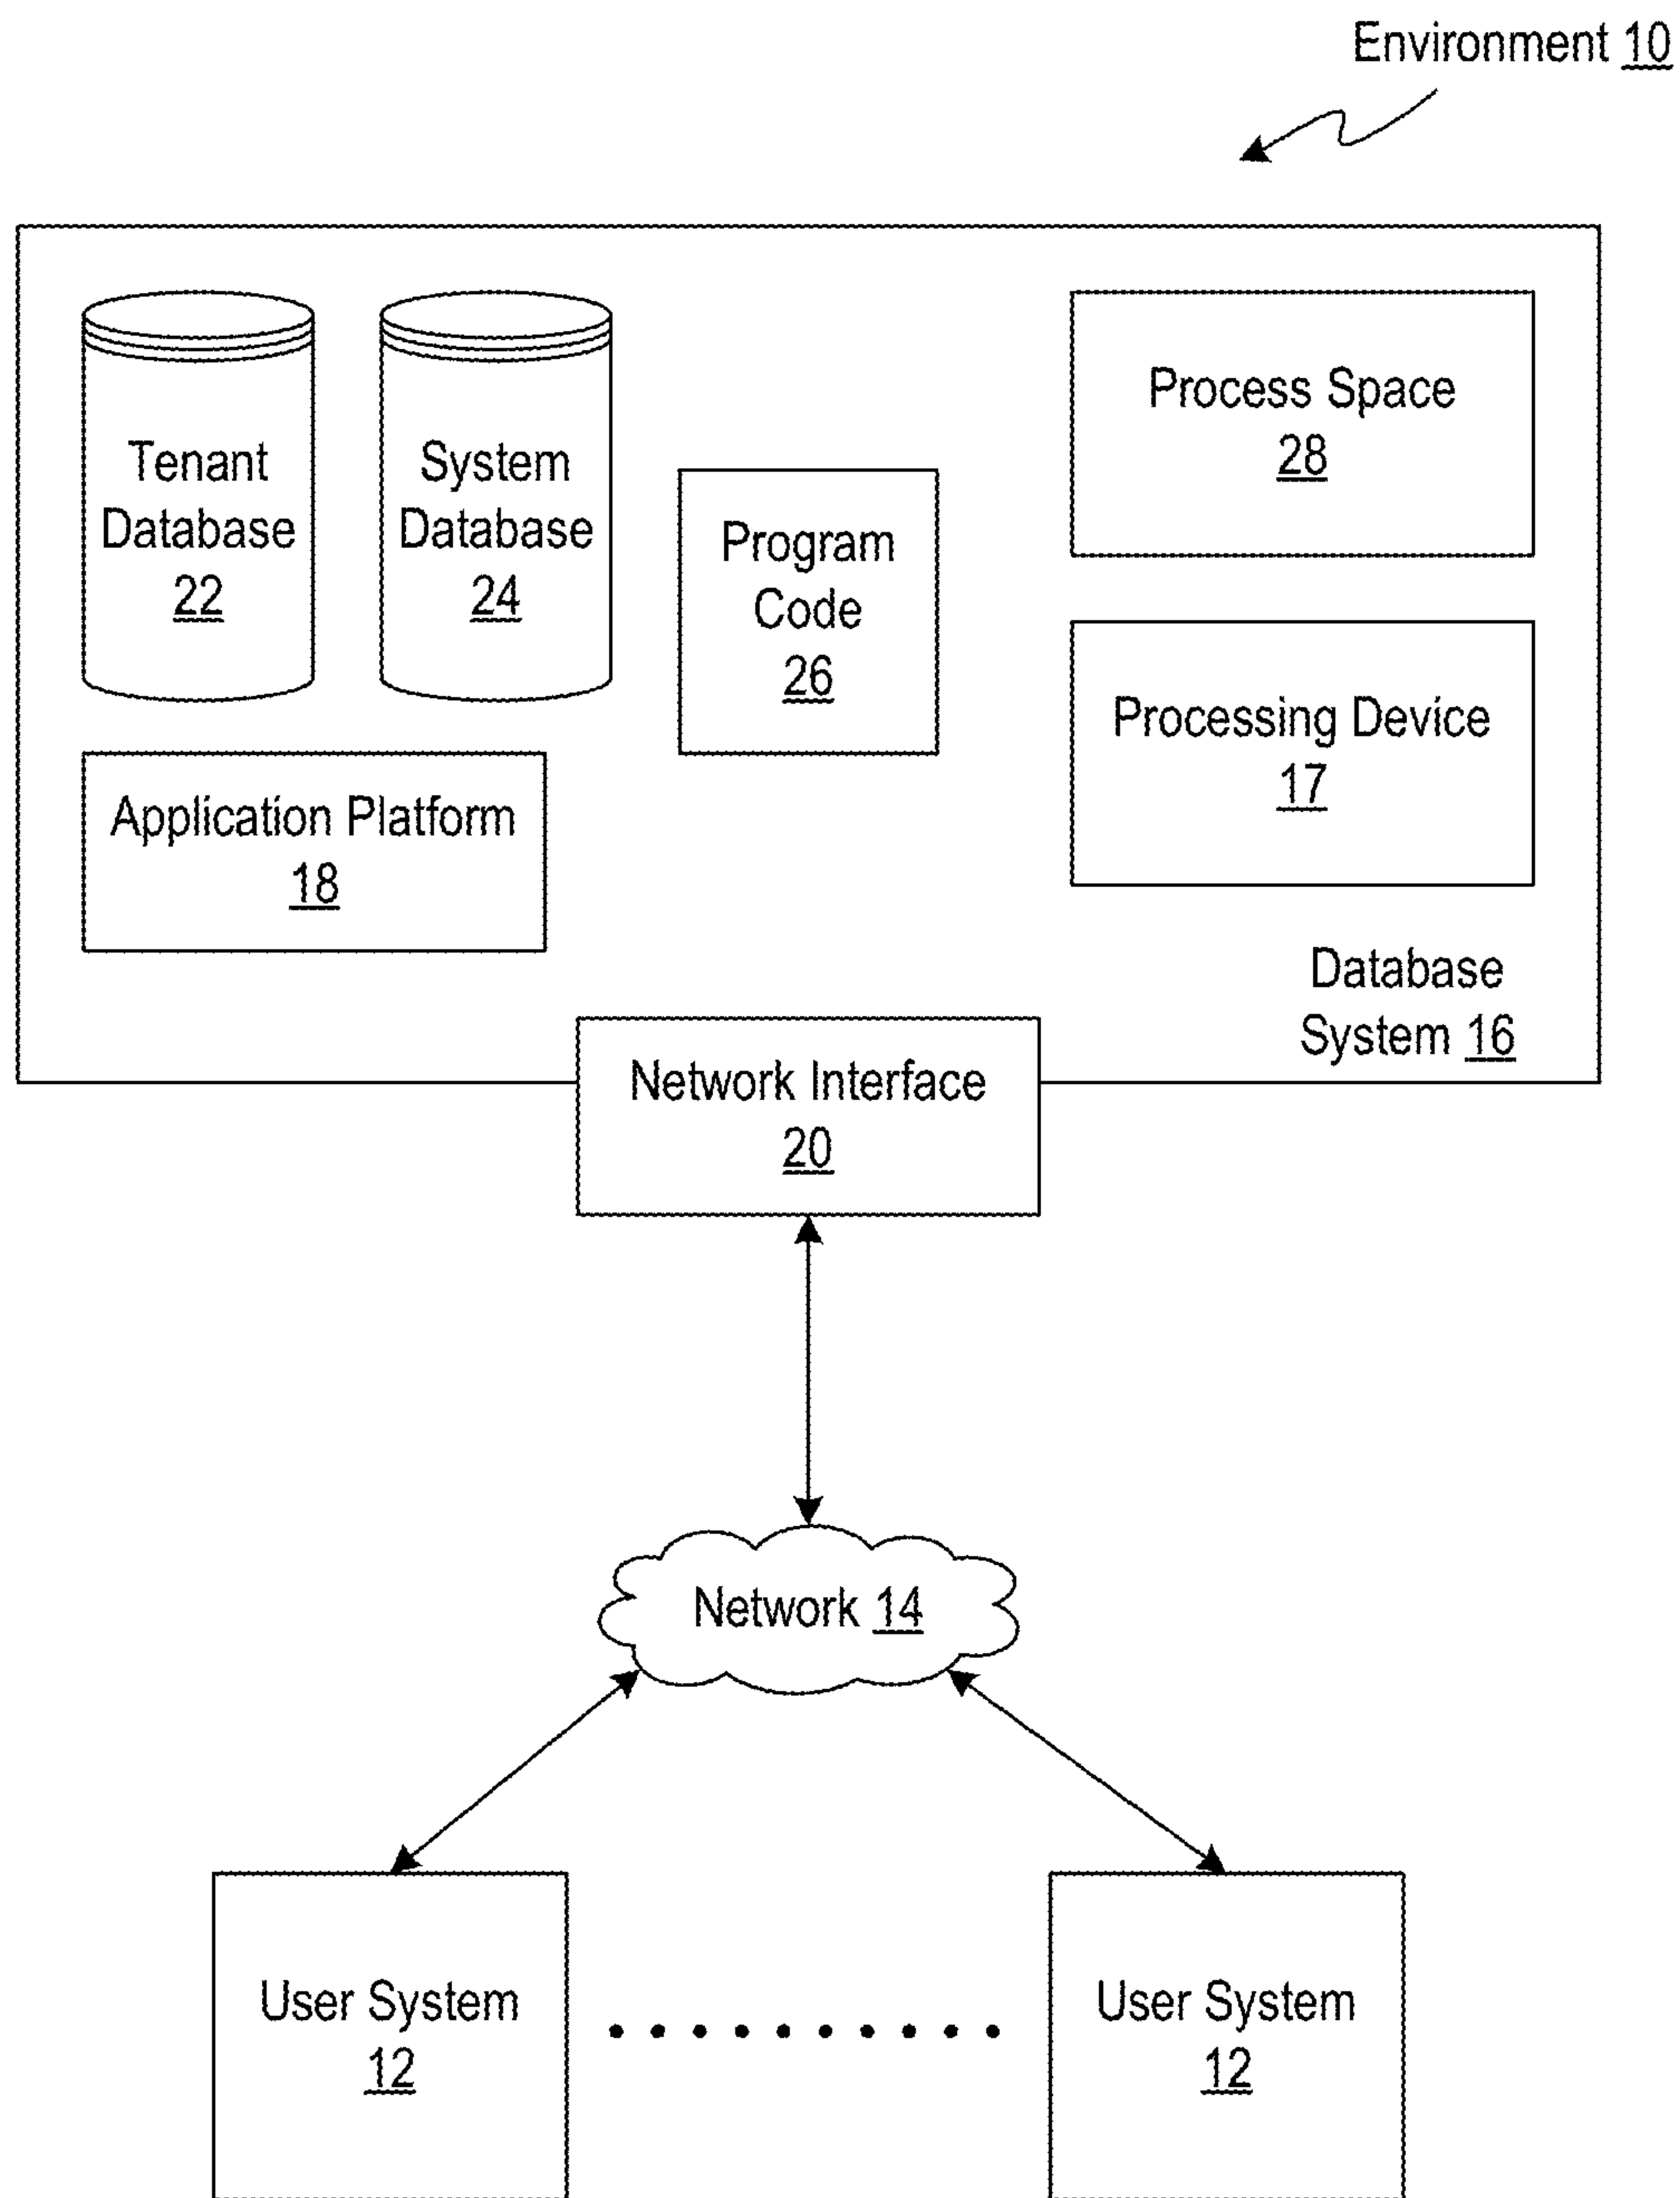 Environment 10
Tenant
Database
22
System
Database
24
Program
Code
26
Process Space
28
Processing Device
17
Application Platform
18
Database
System 16
Network Interface
20
Network 14
User System
12
User System
12